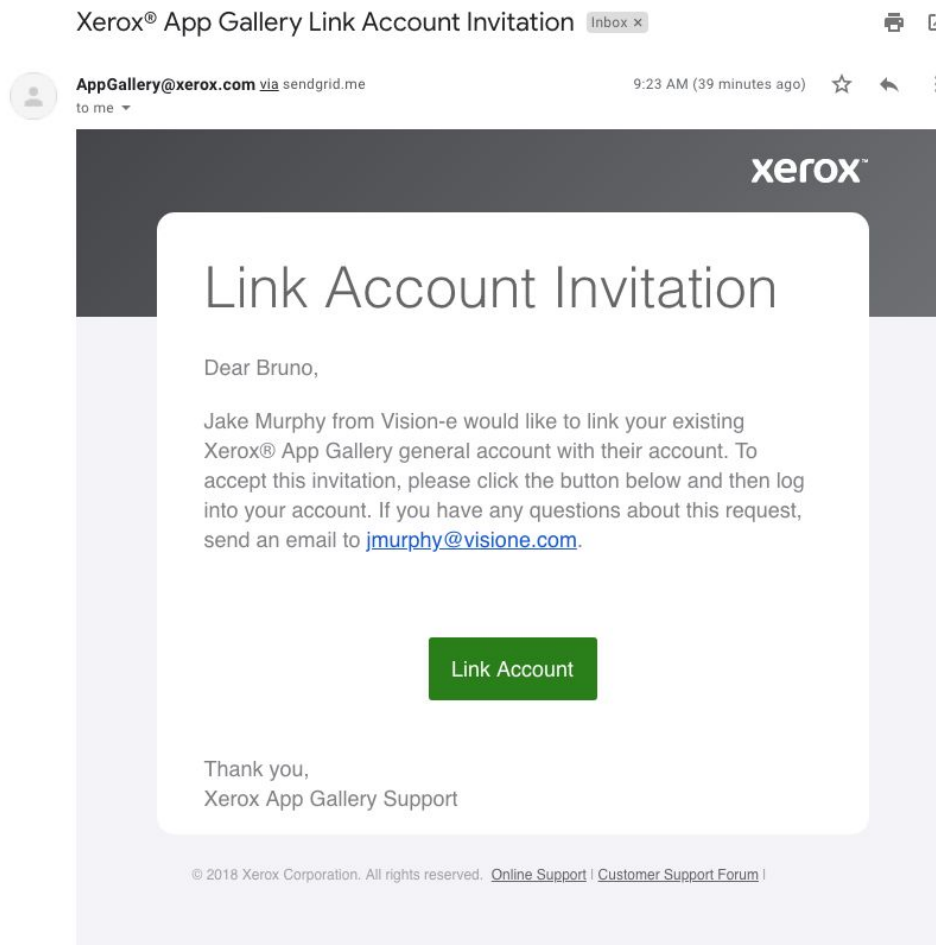 Xerox® App Gallery Link Account Invitation Inbox ×
AppGallery@xerox.com via sendgrid.me 9:23 AM (39 minutes ago)
to me
xerox™
Link Account Invitation
Dear Bruno,
Jake Murphy from Vision-e would like to link your existing
Xerox® App Gallery general account with their account. To
accept this invitation, please click the button below and then log
into your account. If you have any questions about this request,
send an email to jmurphy@visione.com.
Link Account
Thank you,
Xerox App Gallery Support
© 2018 Xerox Corporation. All rights reserved. Online Support | Customer Support Forum |